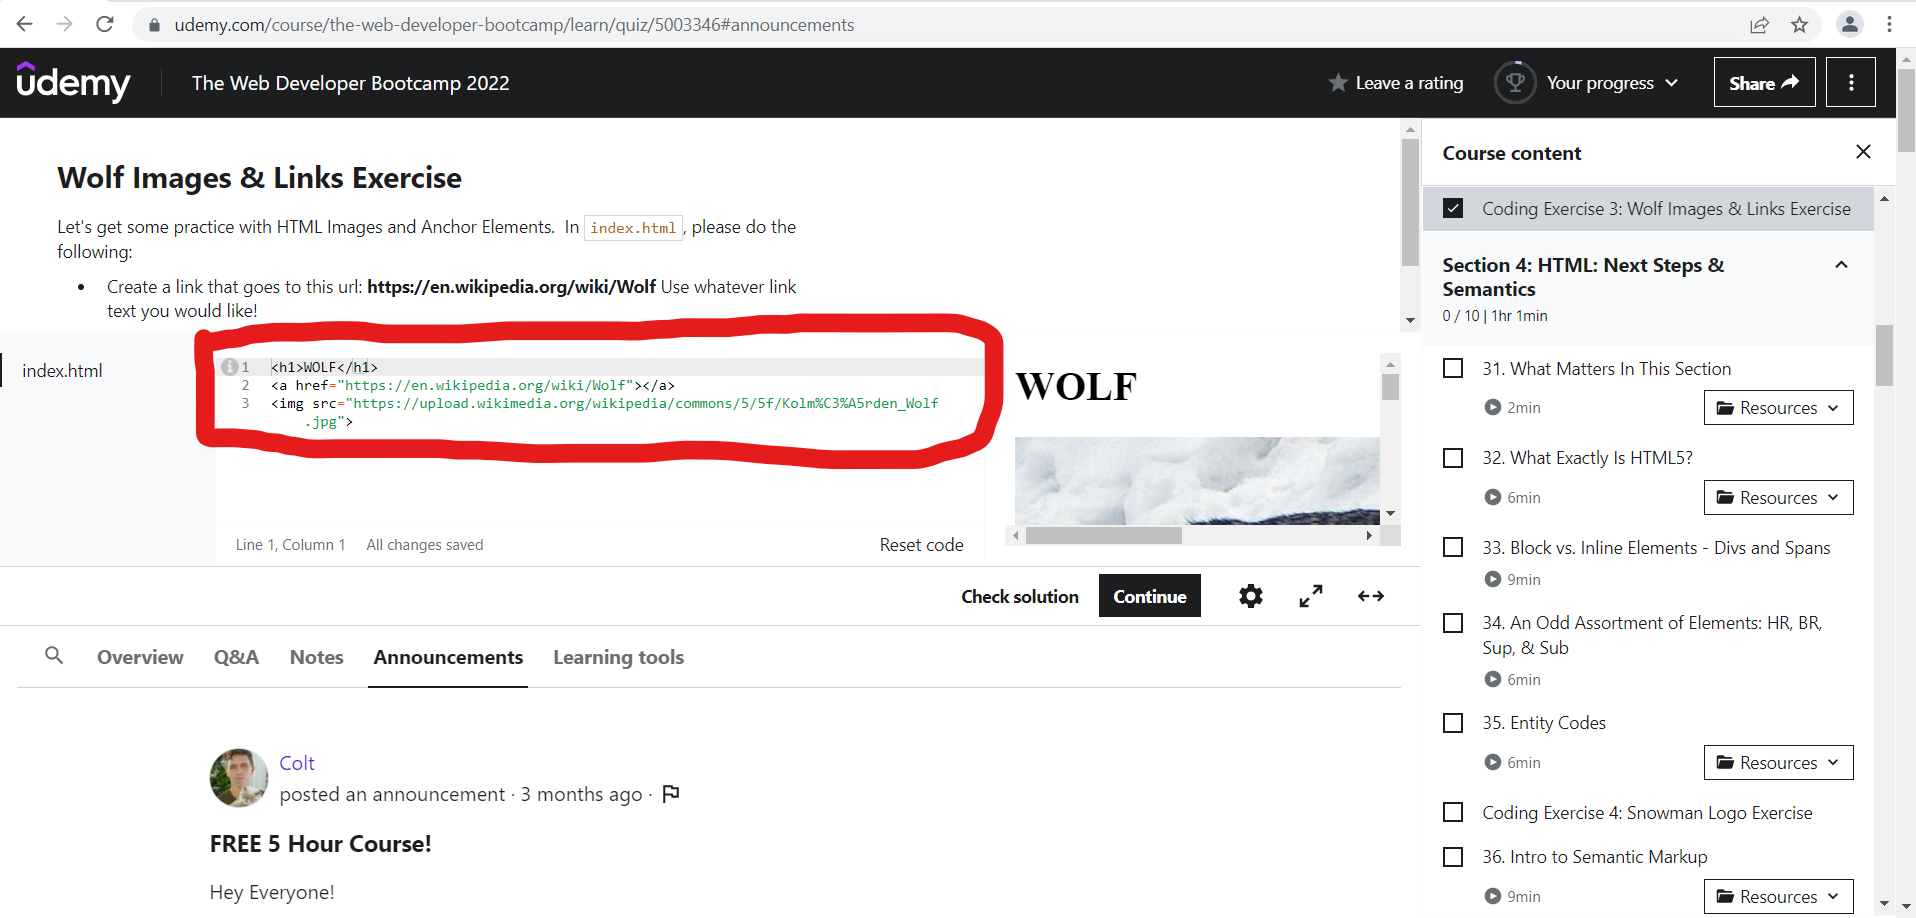 udemy.com/course/the-web-developer-bootcamp/learn/quiz/5003346#announcements
udemy
The Web Developer Bootcamp 2022
Leave a rating
Your progress
Share
Wolf Images & Links Exercise
Let's get some practice with HTML Images and Anchor Elements. In index.html, please do the
following:
• Create a link that goes to this url: https://en.wikipedia.org/wiki/Wolf Use whatever link
text you would like!
index.html
1 <h1>WOLF</h1>
2 <a href="https://en.wikipedia.org/wiki/Wolf"></a>
3 <img src="https://upload.wikimedia.org/wikipedia/commons/5/5f/Kolm%C3%A5rden_Wolf
.jpg">
Line 1, Column 1
All changes saved
Reset code
WOLF
Check solution
Continue
Overview
Q&A
Notes
Announcements
Learning tools
Colt
posted an announcement · 3 months ago ·
FREE 5 Hour Course!
Hey Everyone!
Course content
Coding Exercise 3: Wolf Images & Links Exercise
Section 4: HTML: Next Steps &
Semantics
0 / 10 | 1hr 1min
31. What Matters In This Section
2min
Resources
32. What Exactly Is HTML5?
6min
Resources
33. Block vs. Inline Elements - Divs and Spans
9min
34. An Odd Assortment of Elements: HR, BR,
Sup, & Sub
6min
35. Entity Codes
6min
Resources
Coding Exercise 4: Snowman Logo Exercise
36. Intro to Semantic Markup
9min
Resources